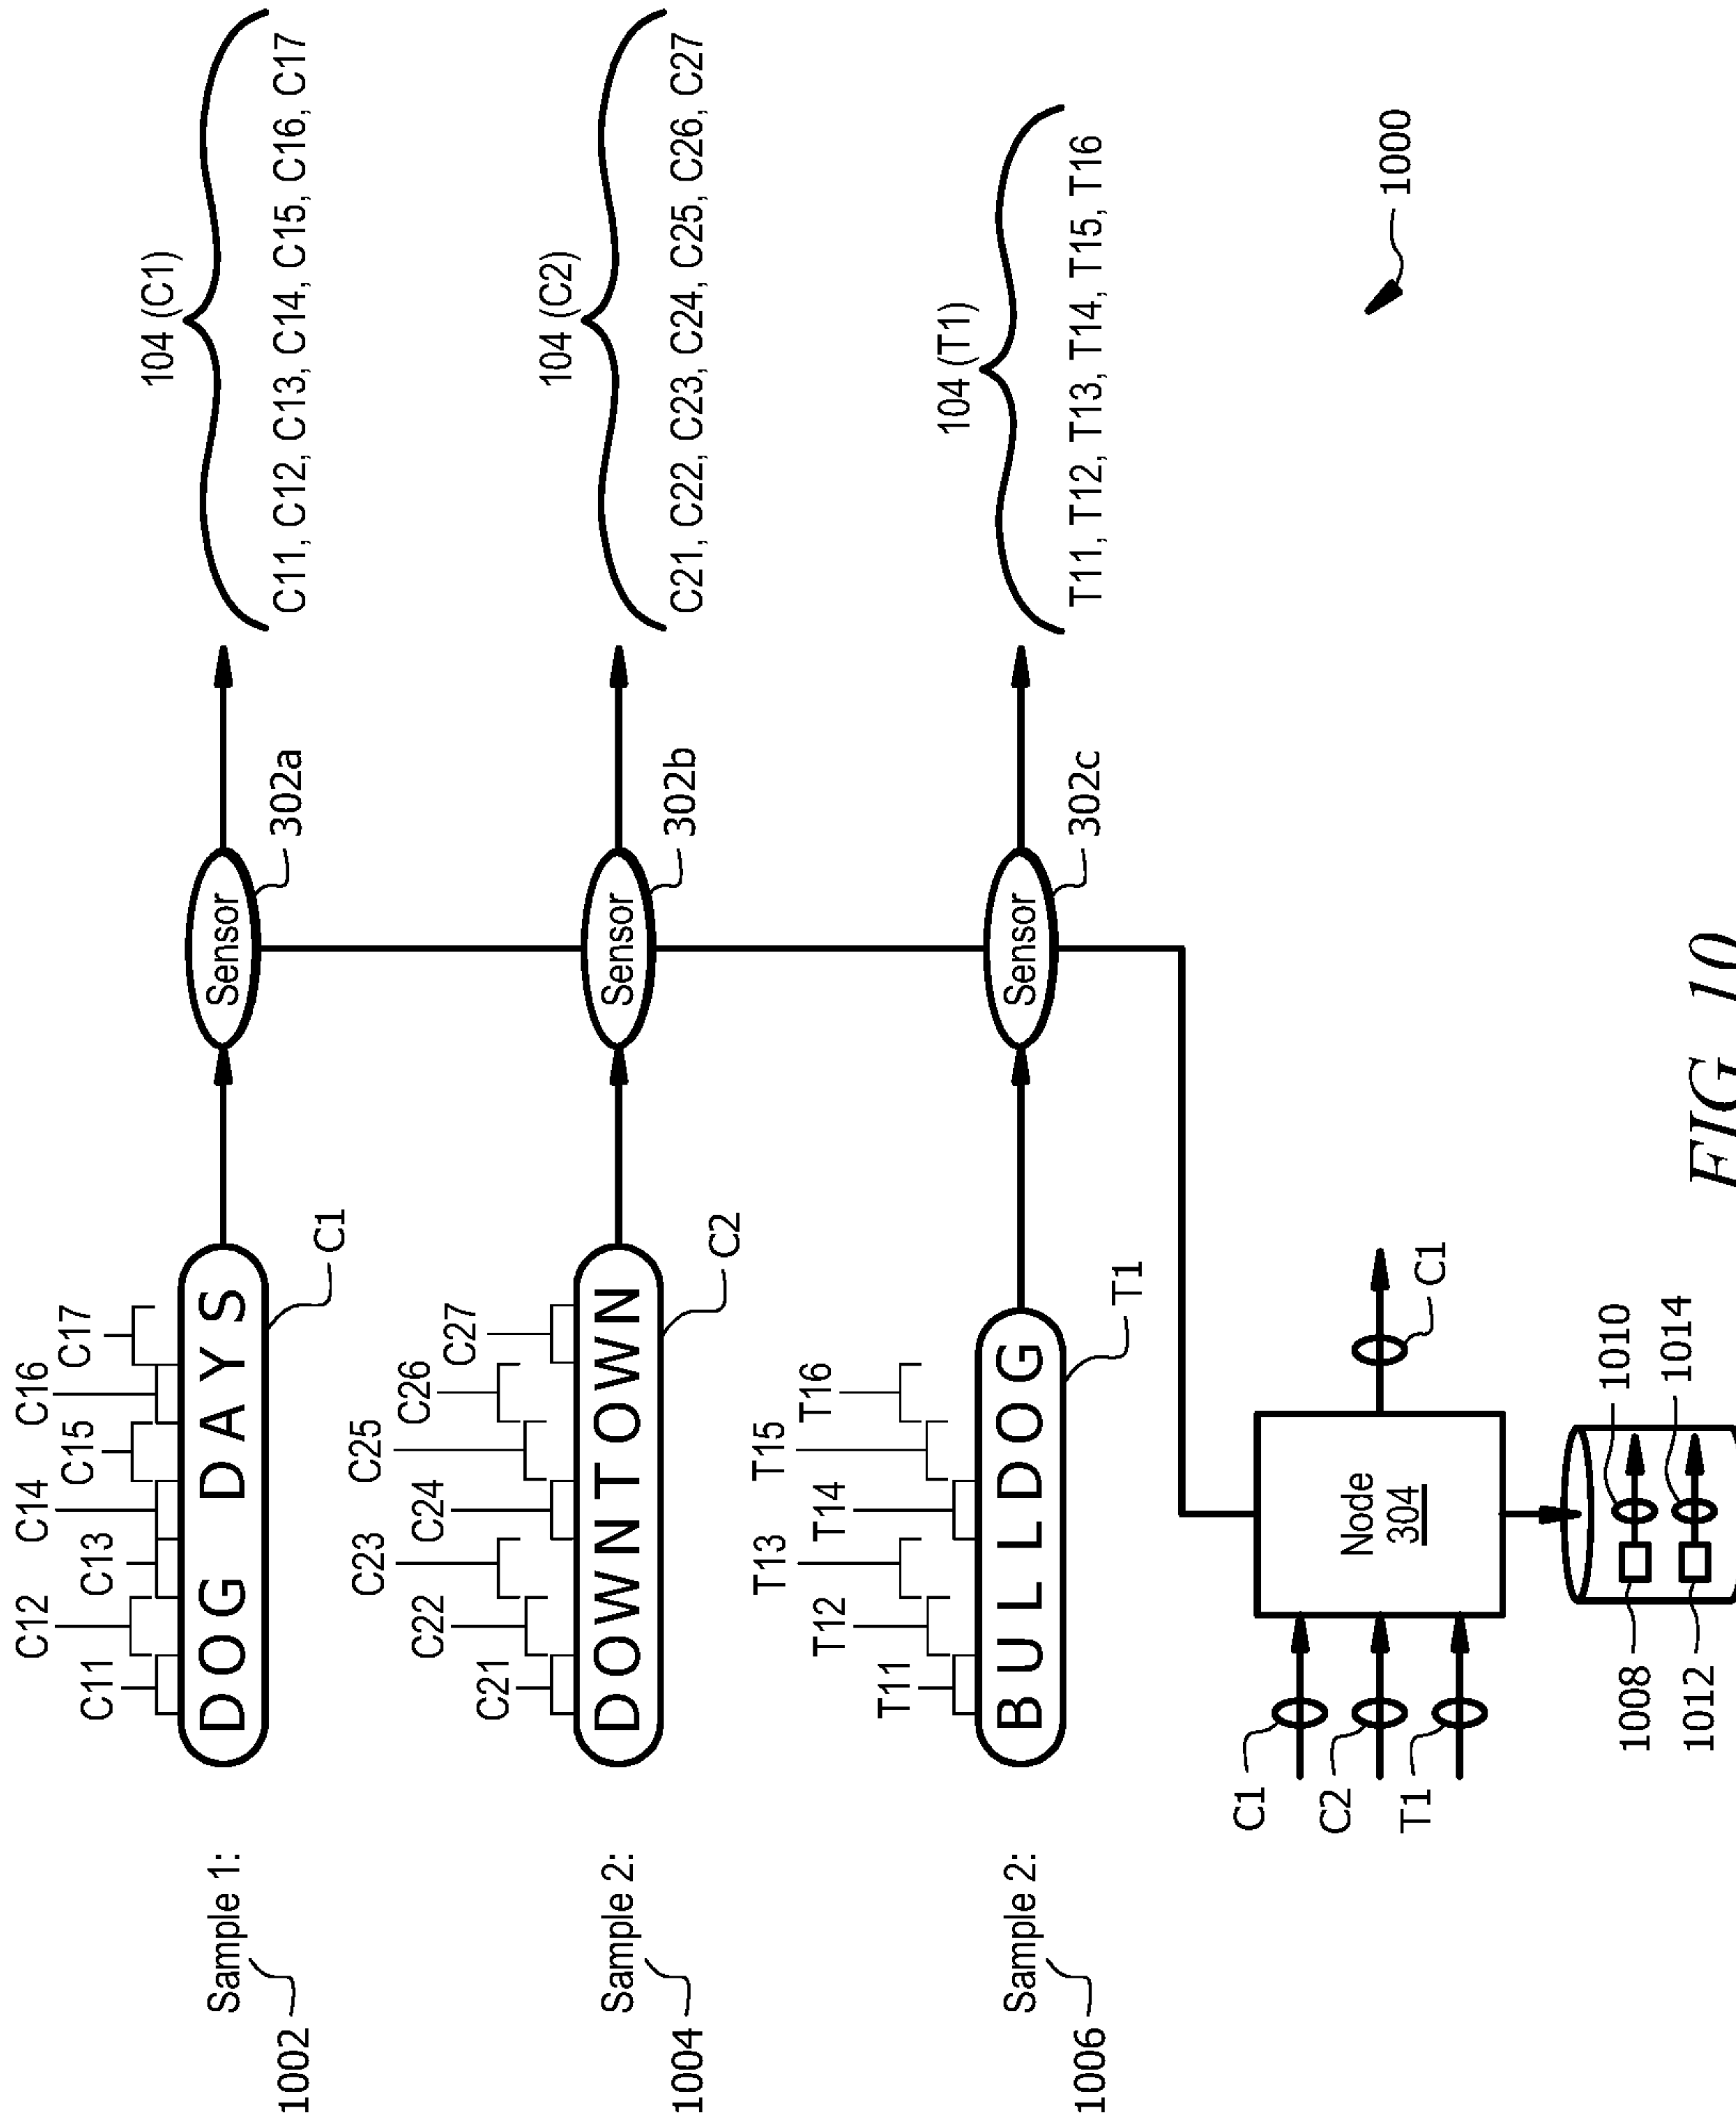 C11
C12
C13
C14
C15
C16
C17
1002
Sample 1:
DOG DAYS
C1
Sensor
302a
104 (C1)
C11, C12, C13, C14, C15, C16, C17
C21
C22
C23
C24
C25
C26
C27
1004
Sample 2:
DOWNTOWN
C2
Sensor
302b
104 (C2)
C21, C22, C23, C24, C25, C26, C27
T11
T12
T13
T14
T15
T16
1006
Sample 2:
BULLDOG
T1
Sensor
302c
104 (T1)
T11, T12, T13, T14, T15, T16
C1
C2
T1
Node
304
C1
1008
1010
1012
1014
1000
FIG. 10